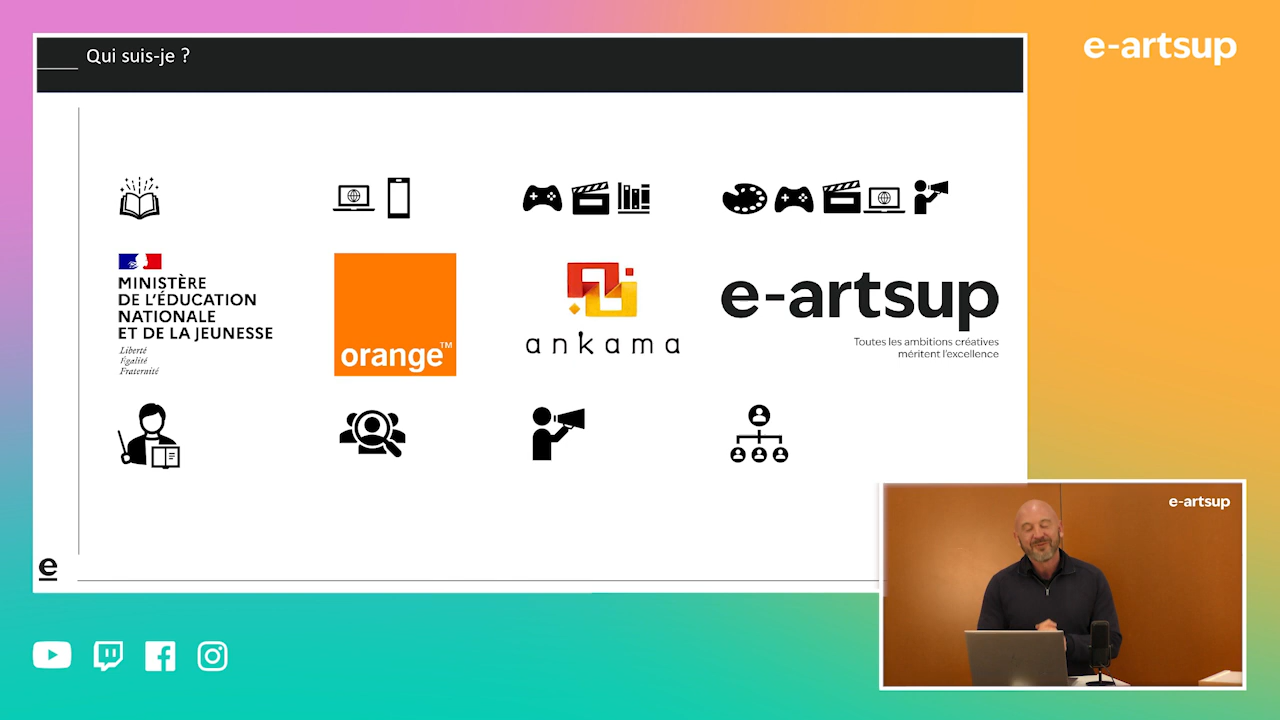 Qui suis-je ?
e-artsup
MINISTÈRE
DE L'ÉDUCATION
NATIONALE
ET DE LA JEUNESSE
Liberté
Égalité
Fraternité
orange™
ankama
e-artsup
Toutes les ambitions créatives
méritent l'excellence
e
e-artsup